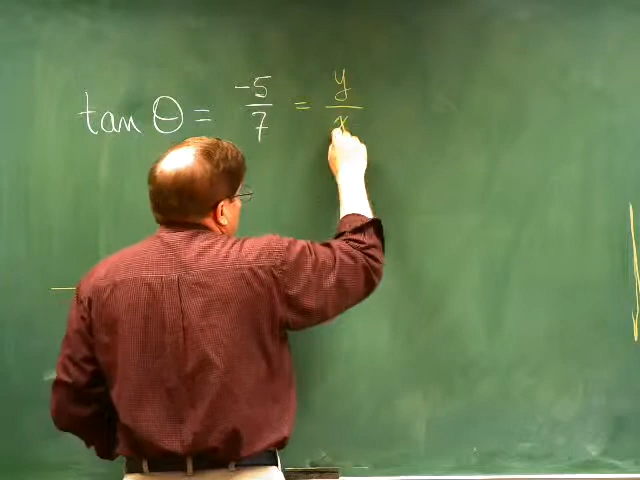 tan Θ = -5/7 = y/x